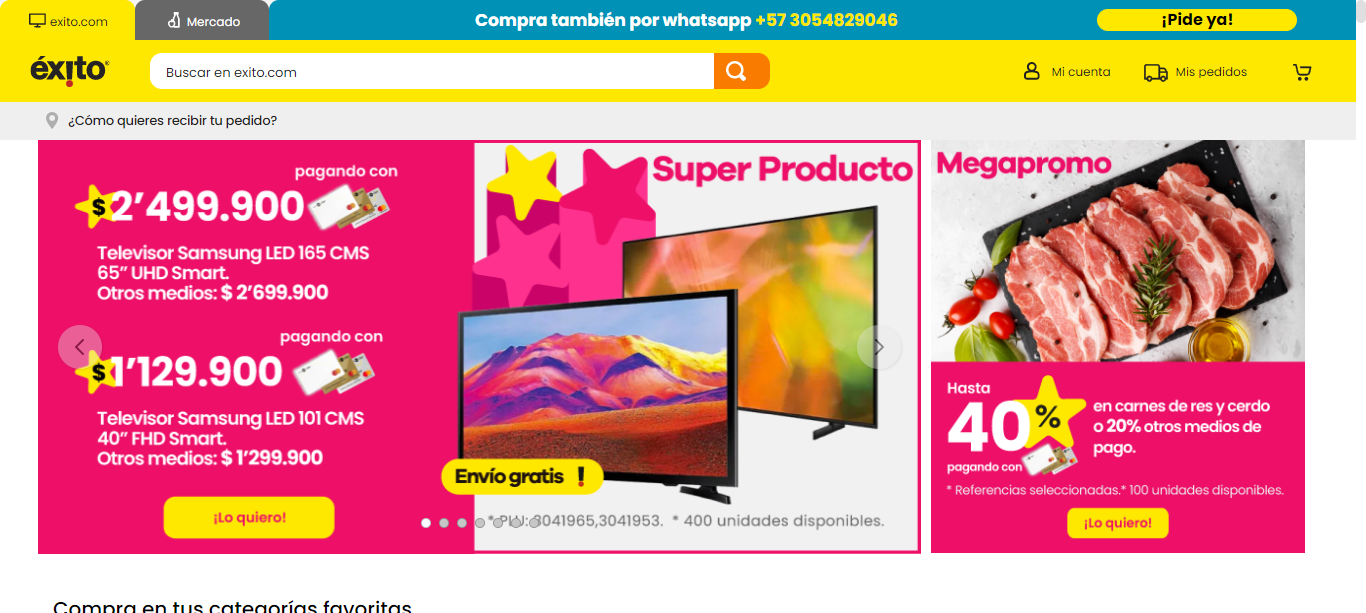 exito.com
Mercado
Compra también por whatsapp +57 3054829046
¡Pide ya!
éxito
Buscar en exito.com
Mi cuenta
Mis pedidos
¿Cómo quieres recibir tu pedido?
pagando con
$ 2’499.900
Televisor Samsung LED 165 CMS
65” UHD Smart.
Otros medios: $ 2’699.900
pagando con
$ 1’129.900
Televisor Samsung LED 101 CMS
40” FHD Smart.
Otros medios: $ 1’299.900
¡Lo quiero!
Super Producto
Envío gratis !
* PLU: 3041965,3041953. * 400 unidades disponibles.
Megapromo
Hasta
40%
pagando con
en carnes de res y cerdo
o 20% otros medios de
pago.
* Referencias seleccionadas.* 100 unidades disponibles.
¡Lo quiero!
Compra en tus categorías favoritas